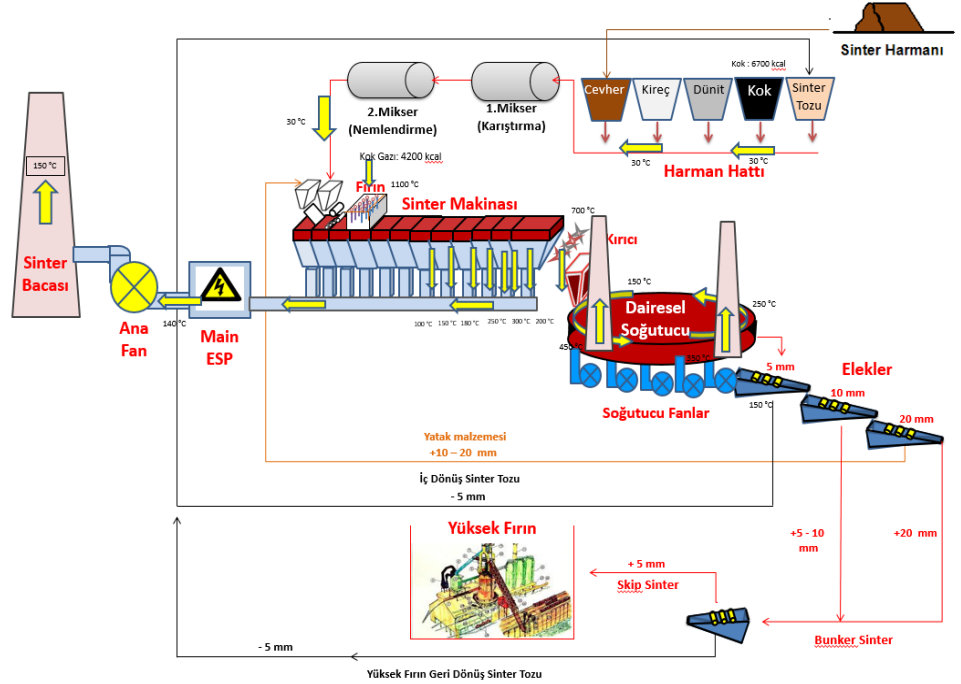 Sinter Harmanı
Kok : 6700 kcal
Cevher
Kireç
Dünit
Kok
Sinter
Tozu
2.Mikser
(Nemlendirme)
1.Mikser
(Karıştırma)
30 °C
30 °C
30 °C
Harman Hattı
Kok Gazı: 4200 kcal
150 °C
Fırın
1100 °C
Sinter Makinası
700 °C
Kırıcı
Sinter
Bacası
150 °C
250 °C
Dairesel
Soğutucu
Ana
Fan
140 °C
Main
ESP
100 °C
150 °C
180 °C
250 °C
300 °C
200 °C
450 °C
350 °C
5 mm
Elekler
10 mm
20 mm
Soğutucu Fanlar
150 °C
Yatak malzemesi
+10 – 20 mm
İç Dönüş Sinter Tozu
- 5 mm
Yüksek Fırın
+5 - 10
mm
+20 mm
+ 5 mm
Skip Sinter
Bunker Sinter
- 5 mm
Yüksek Fırın Geri Dönüş Sinter Tozu